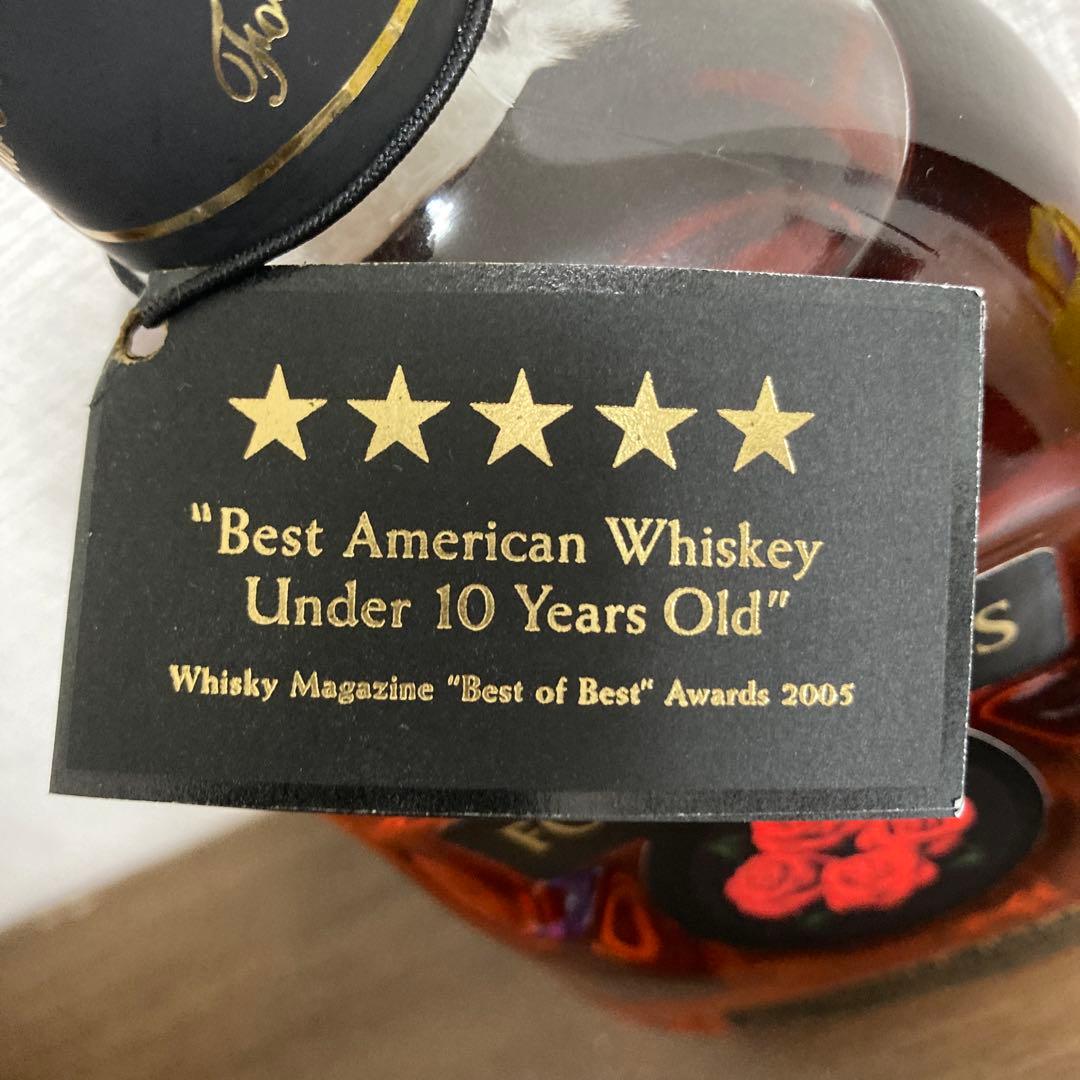 "Best American Whiskey
Under 10 Years Old"
Whisky Magazine "Best of Best" Awards 2005
S